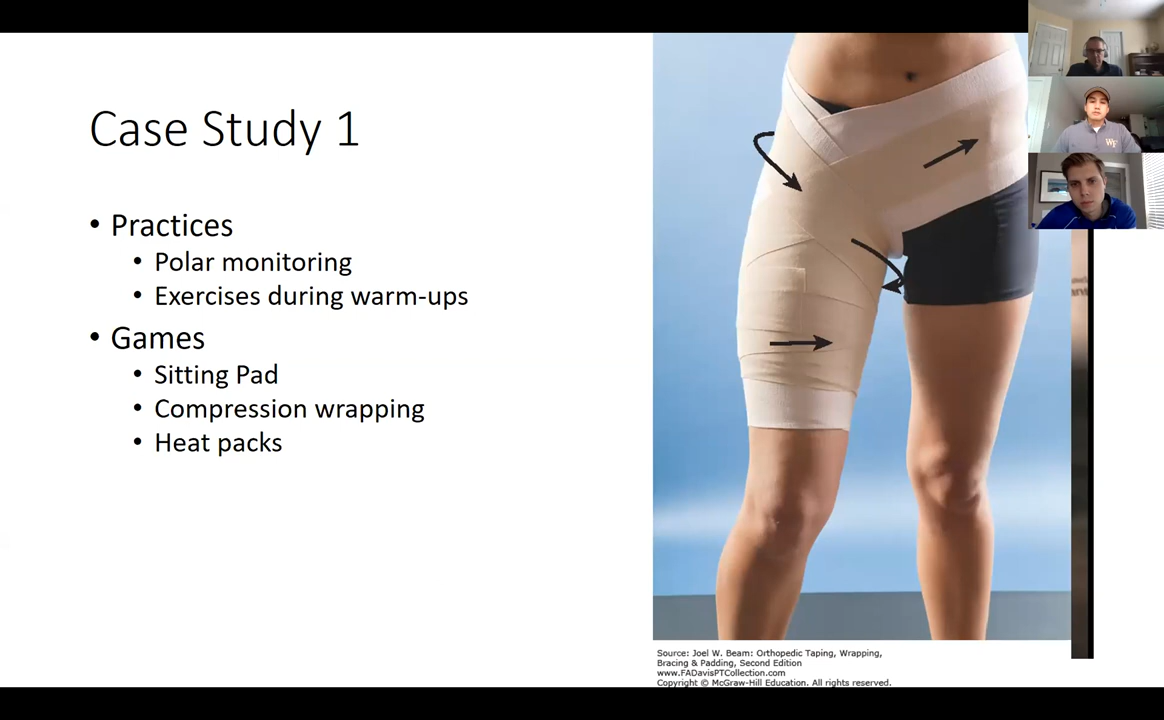 Case Study 1
• Practices
• Polar monitoring
• Exercises during warm-ups
• Games
• Sitting Pad
• Compression wrapping
• Heat packs
WF
Source: Joel W. Beam: Orthopedic Taping, Wrapping,
Bracing & Padding, Second Edition
www.FADavisPTCollection.com
Copyright © McGraw-Hill Education. All rights reserved.